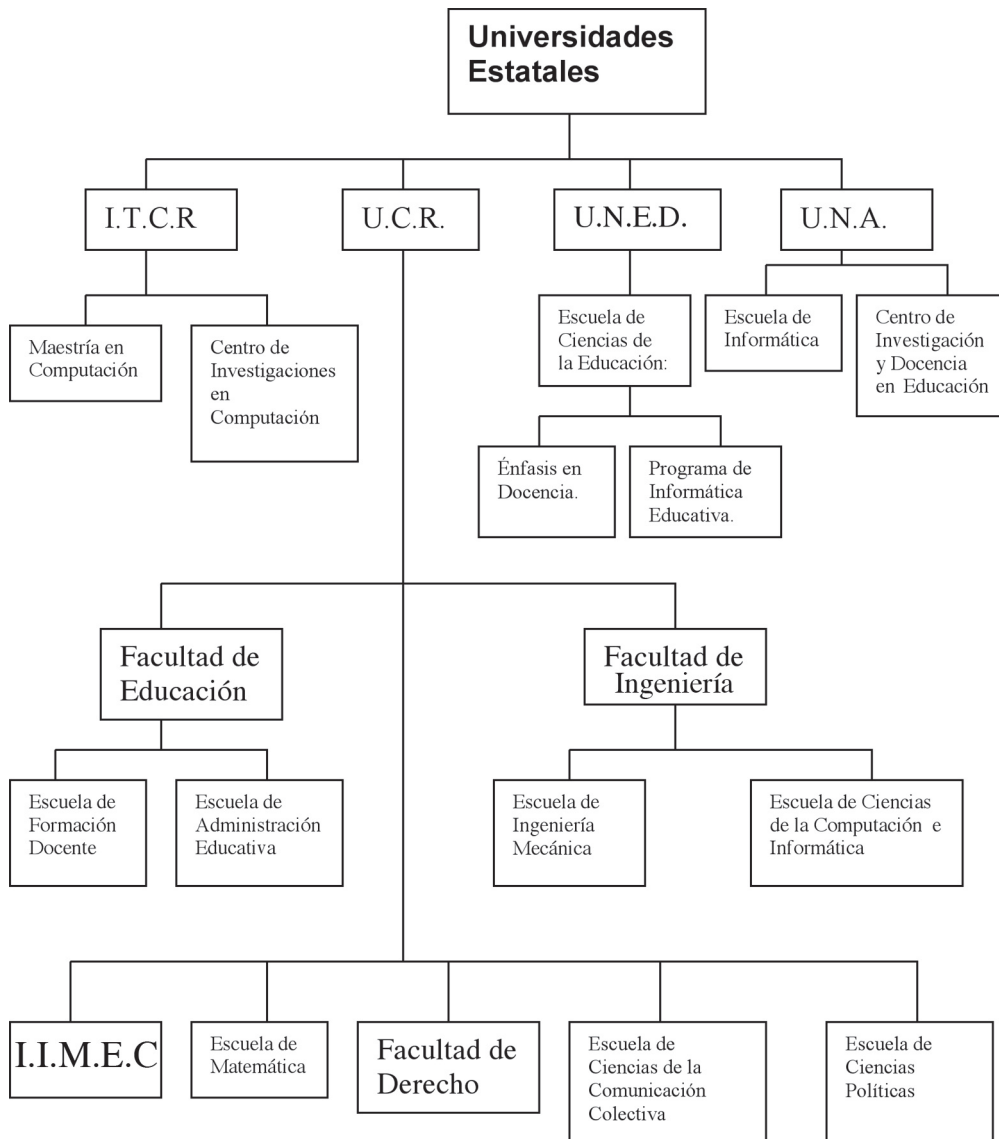 Universidades
Estatales
I.T.C.R
U.C.R.
U.N.E.D.
U.N.A.
Maestría en
Computación
Centro de
Investigaciones
en
Computación
Escuela de
Ciencias de
la Educación:
Escuela de
Informática
Centro de
Investigación
y Docencia
en Educación
Énfasis en
Docencia.
Programa de
Informática
Educativa.
Facultad de
Educación
Facultad de
Ingeniería
Escuela de
Formación
Docente
Escuela de
Administración
Educativa
Escuela de
Ingeniería
Mecánica
Escuela de Ciencias
de la Computación e
Informática
I.I.M.E.C
Escuela de
Matemática
Facultad de
Derecho
Escuela de
Ciencias de la
Comunicación
Colectiva
Escuela de
Ciencias
Políticas